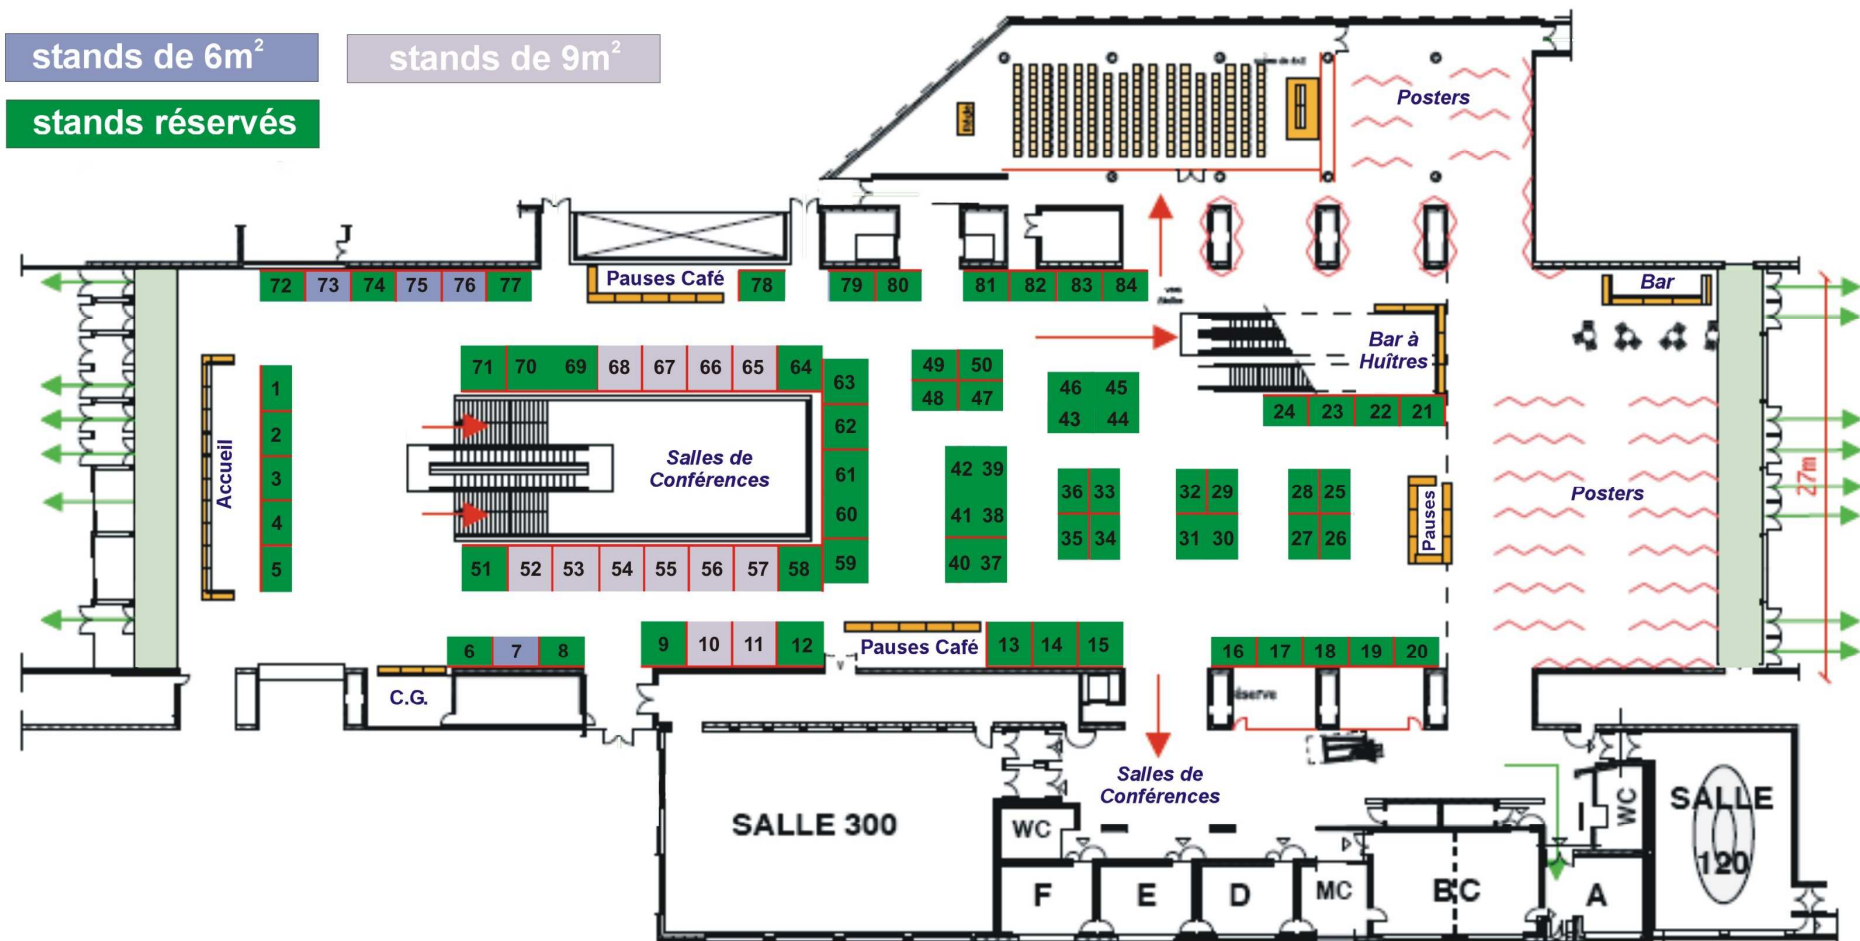 stands de 6m²
stands de 9m²
stands réservés
Posters
Pauses Café
Bar
72 73 74 75 76 77
78
79 80
81 82 83 84
Bar à
Huîtres
71 70 69 68 67 66 65 64
63
62
61
60
59
49 50
48 47
46 45
43 44
24 23 22 21
1
2
3
4
5
Accueil
Salles de
Conférences
42 39
41 38
40 37
36 33
35 34
32 29
31 30
28 25
27 26
Pauses
Posters
27m
51 52 53 54 55 56 57 58
6 7 8
9 10 11 12
Pauses Café
13 14 15
16 17 18 19 20
C.G.
Salles de
Conférences
SALLE 300
WC
F
E
D
MC
BC
A
WC
SALLE
120